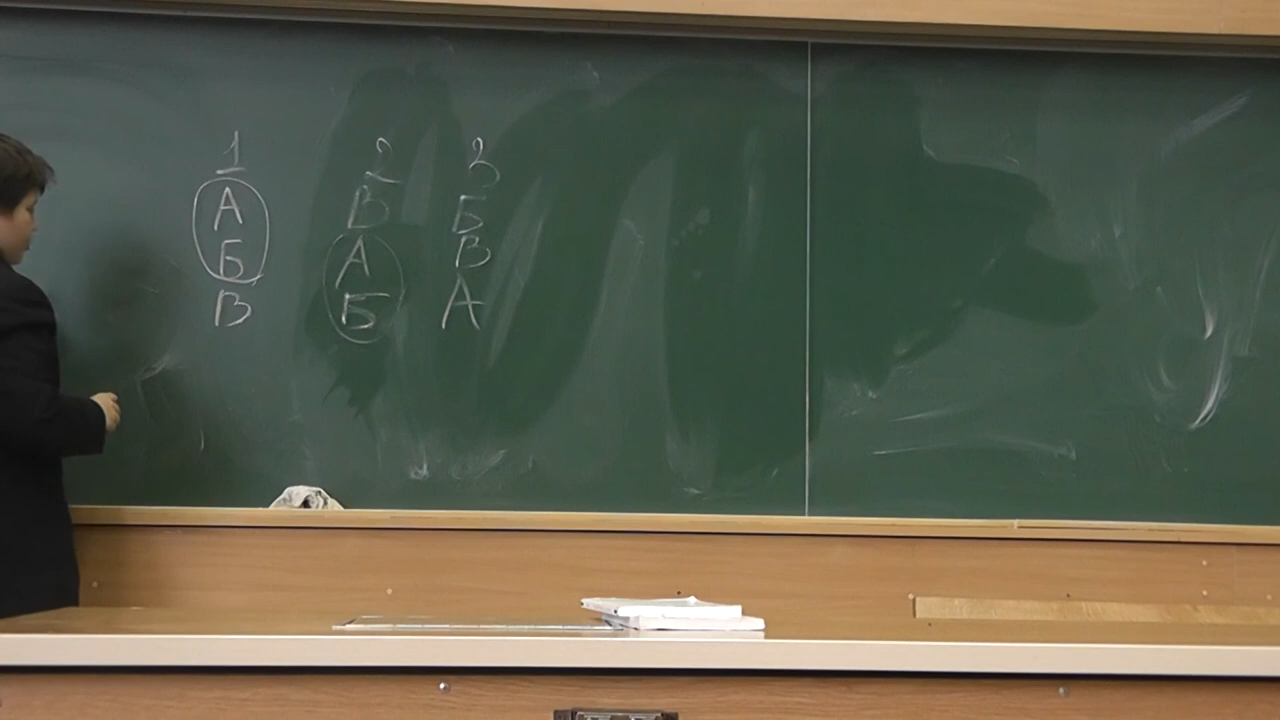 1 2 3
А В Б
Б А В
В Б А